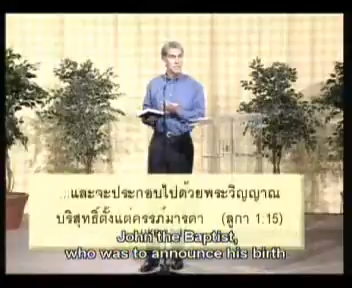 ...และจะประกอบไปด้วยพระวิญญาณ
บริสุทธิ์ตั้งแต่ครรภ์มารดา (ลูกา 1:15)
John the Baptist,
who was to announce his birth